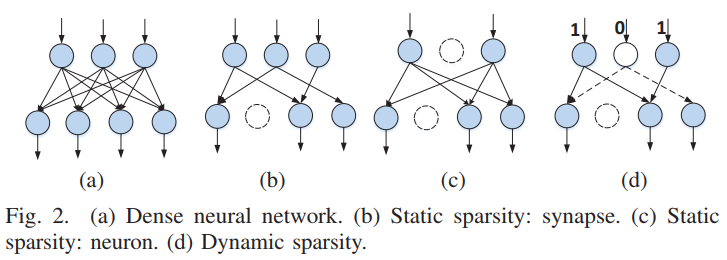 1 0 1
(a) (b) (c) (d)
Fig. 2. (a) Dense neural network. (b) Static sparsity: synapse. (c) Static
sparsity: neuron. (d) Dynamic sparsity.